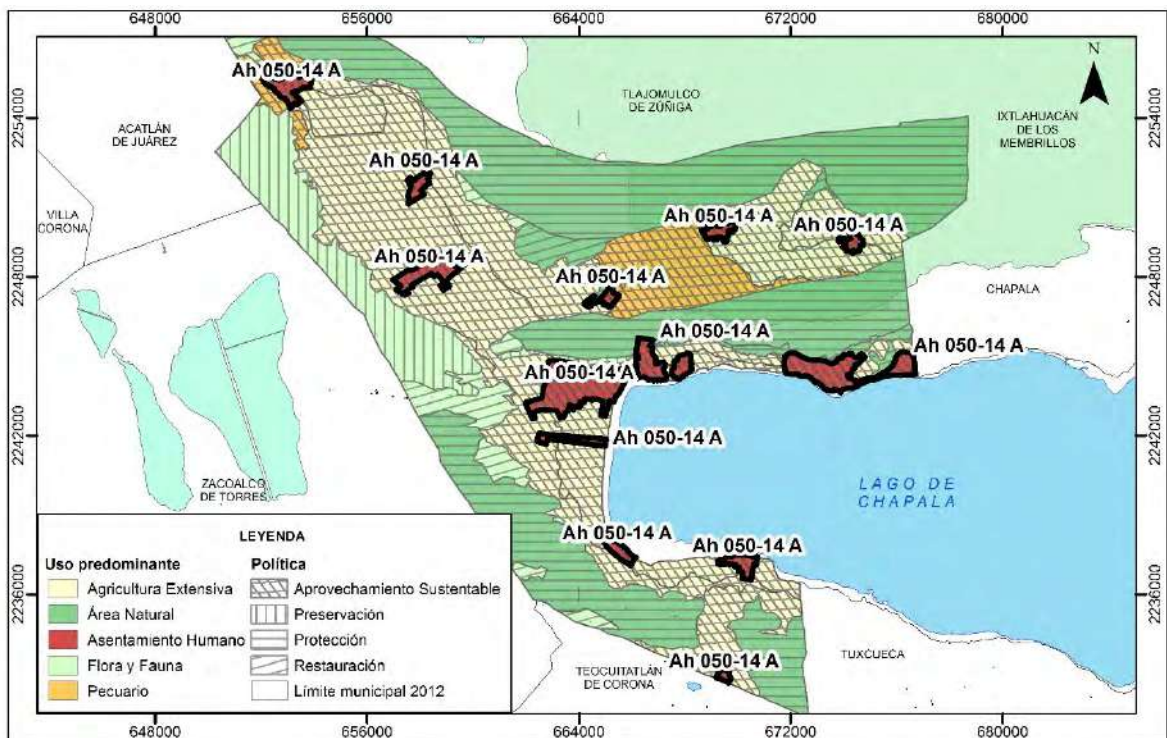 648000
656000
664000
672000
680000
N
Ah 050-14 A
TLAJOMULCO
DE ZÚÑIGA
2254000
2254000
ACATLÁN
DE JUÁREZ
IXTLAHUACÁN
DE LOS
MEMBRILLOS
Ah 050-14 A
VILLA
CORONA
Ah 050-14 A
Ah 050-14 A
Ah 050-14 A
2248000
2248000
Ah 050-14 A
CHAPALA
Ah 050-14 A
Ah 050-14 A
Ah 050-14 A
2242000
2242000
Ah 050-14 A
ZACOALCO
DE TORRES
LAGO DE
CHAPALA
LEYENDA
Uso predominante
Agricultura Extensiva
Área Natural
Asentamiento Humano
Flora y Fauna
Pecuario
Política
Aprovechamiento Sustentable
Preservación
Protección
Restauración
Límite municipal 2012
Ah 050-14 A
Ah 050-14 A
2236000
2236000
Ah 050-14 A
TEOCUITATLÁN
DE CORONA
TUXCUECA
648000
656000
664000
672000
680000